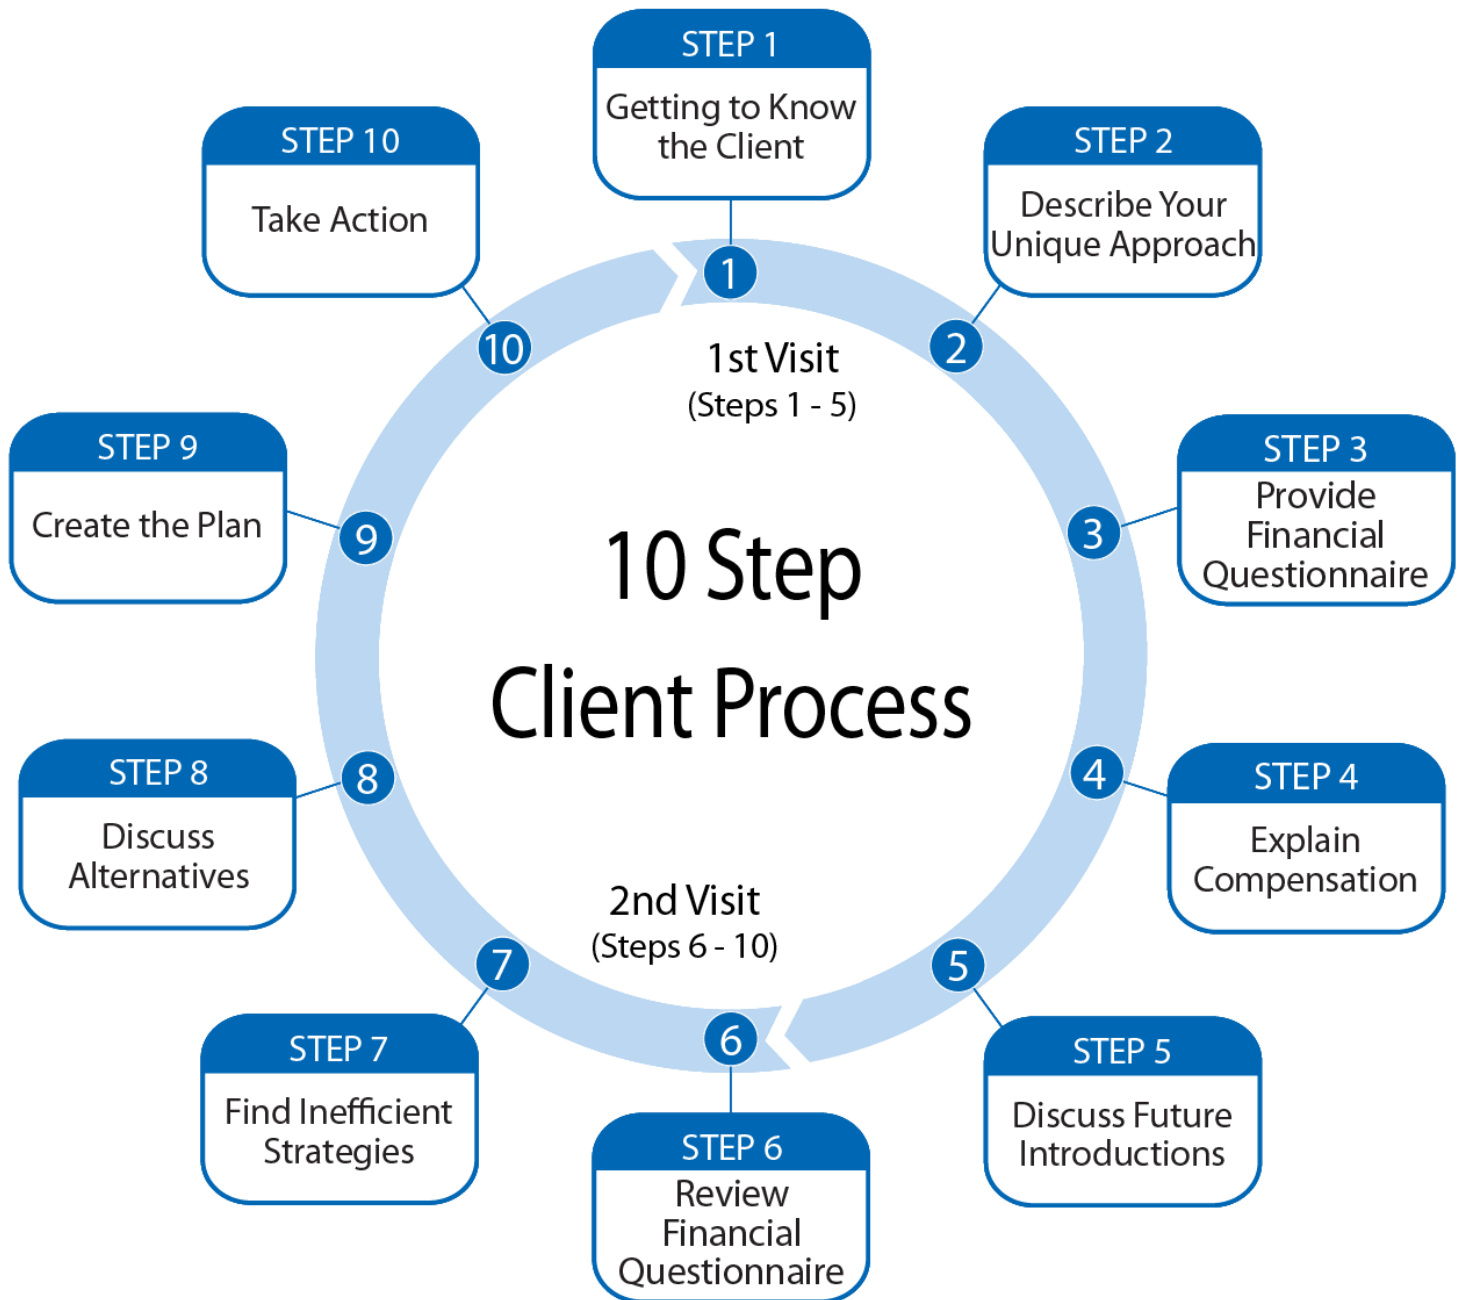 STEP 1
Getting to Know
the Client
STEP 2
Describe Your
Unique Approach
STEP 3
Provide
Financial
Questionnaire
STEP 4
Explain
Compensation
STEP 5
Discuss Future
Introductions
STEP 6
Review
Financial
Questionnaire
STEP 7
Find Inefficient
Strategies
STEP 8
Discuss
Alternatives
STEP 9
Create the Plan
STEP 10
Take Action
1
2
3
4
5
6
7
8
9
10
1st Visit
(Steps 1 - 5)
10 Step
Client Process
2nd Visit
(Steps 6 - 10)